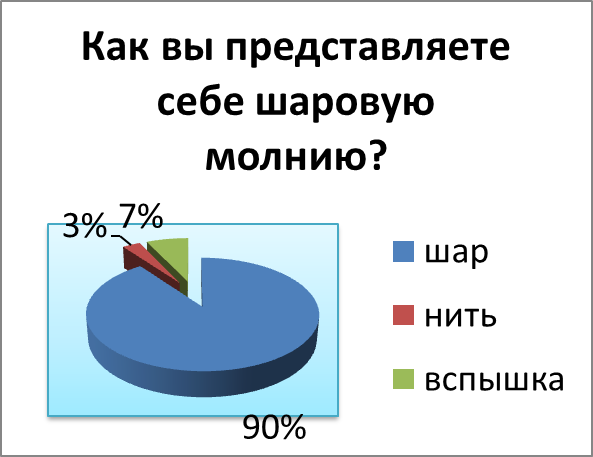 Как вы представляете
себе шаровую
молнию?
3%
7%
90%
шар
нить
вспышка